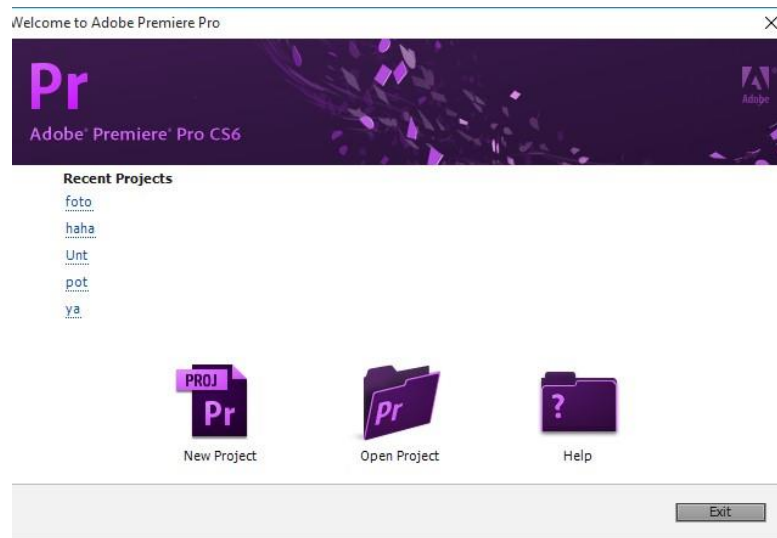 Welcome to Adobe Premiere Pro
Pr
Adobe
Adobe® Premiere® Pro CS6
Recent Projects
foto
haha
Unt
pot
ya
PROJ
Pr
Pr
?
New Project
Open Project
Help
Exit